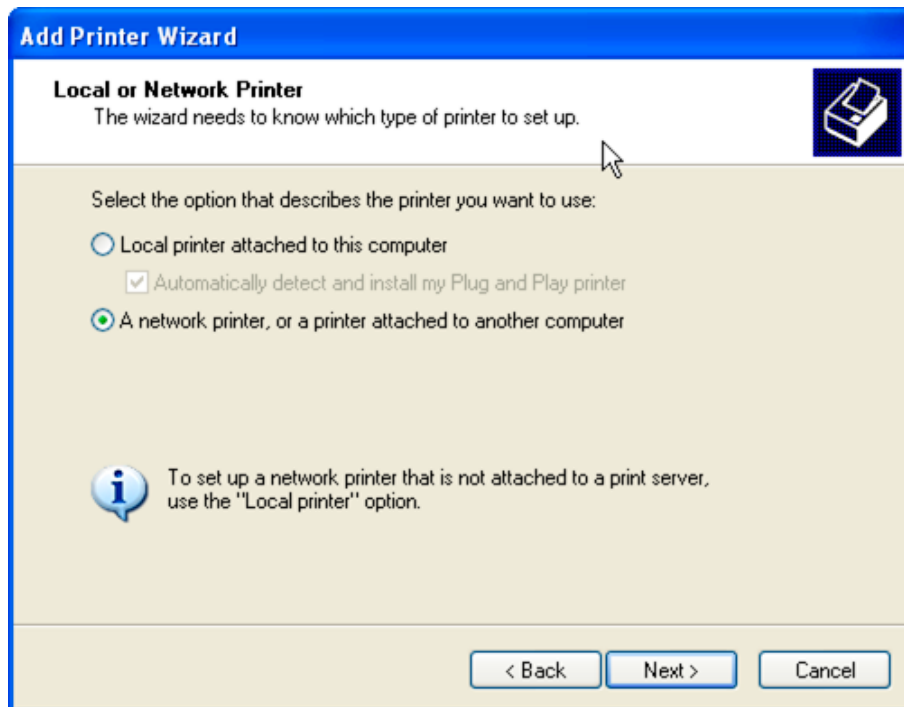 Add Printer Wizard
Local or Network Printer
The wizard needs to know which type of printer to set up.
Select the option that describes the printer you want to use:
Local printer attached to this computer
Automatically detect and install my Plug and Play printer
A network printer, or a printer attached to another computer
To set up a network printer that is not attached to a print server,
use the "Local printer" option.
< Back Next > Cancel